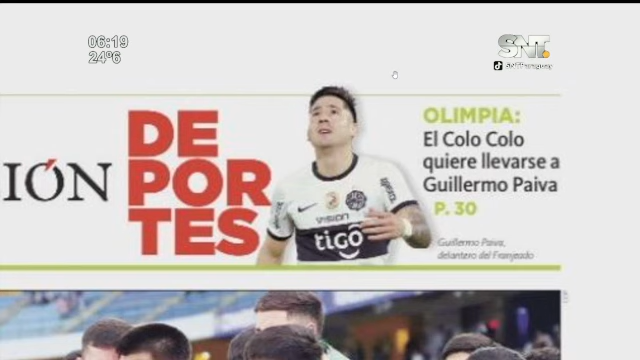 06:19
24°6
SNT
SNTParaguay
IÓN
DE
POR
TES
OLIMPIA:
El Colo Colo
quiere llevarse a
Guillermo Paiva
P. 30
VISION
tigo
Guillermo Paiva,
delantero del Franjeado